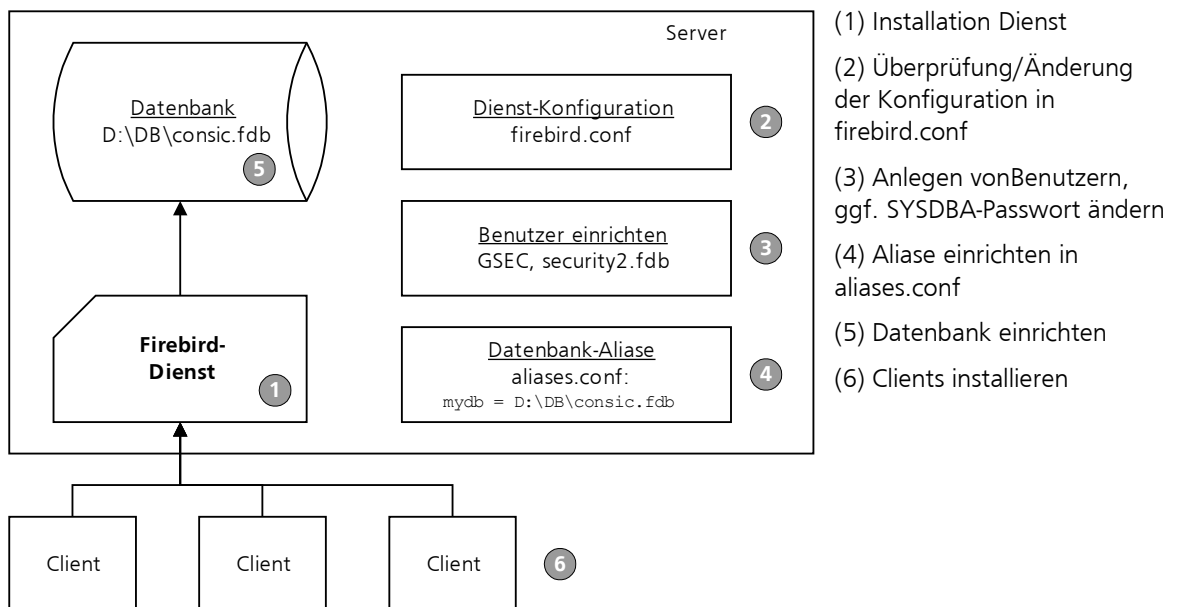 Server
Datenbank
D:\DB\consic.fdb
5
Dienst-Konfiguration
firebird.conf
2
Benutzer einrichten
GSEC, security2.fdb
3
Firebird-
Dienst
1
Datenbank-Aliase
aliases.conf:
mydb = D:\DB\consic.fdb
4
Client
Client
Client
6
(1) Installation Dienst
(2) Überprüfung/Änderung
der Konfiguration in
firebird.conf
(3) Anlegen vonBenutzern,
ggf. SYSDBA-Passwort ändern
(4) Aliase einrichten in
aliases.conf
(5) Datenbank einrichten
(6) Clients installieren